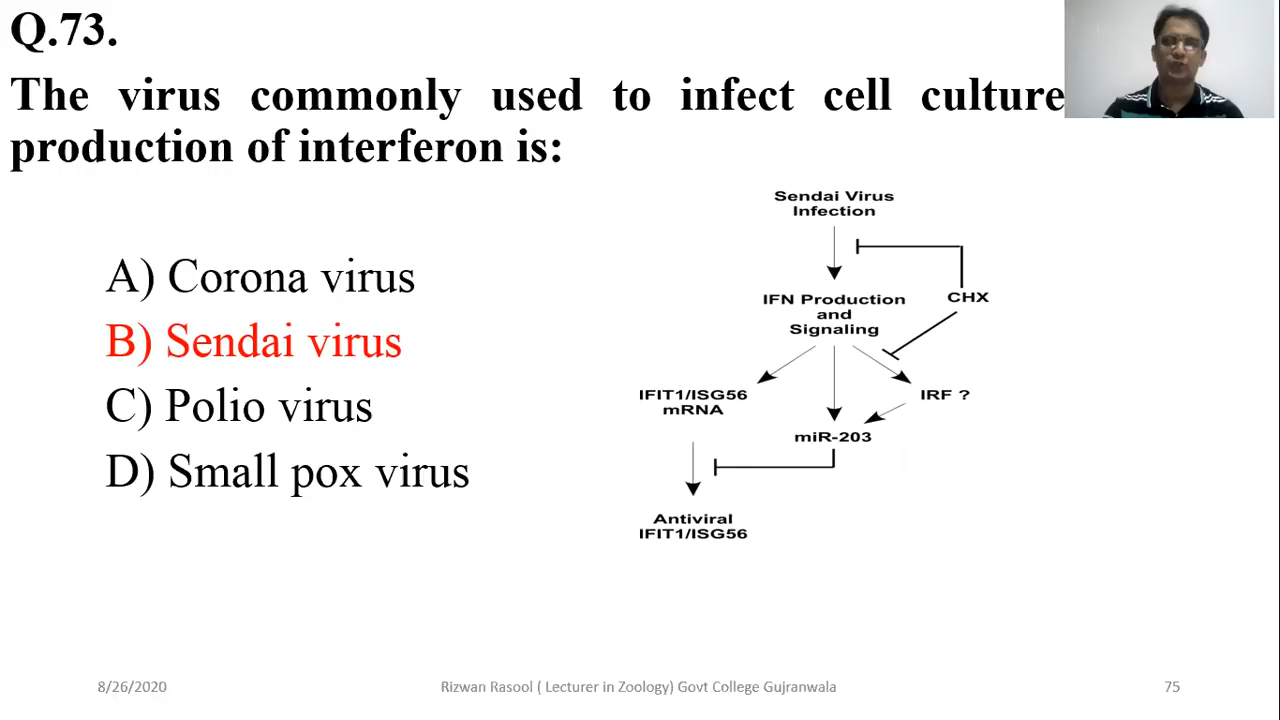 Q.73.
The virus commonly used to infect cell culture
production of interferon is:
A) Corona virus
B) Sendai virus
C) Polio virus
D) Small pox virus
Sendai Virus
Infection
IFN Production
and
Signaling
CHX
IFIT1/ISG56
mRNA
IRF ?
miR-203
Antiviral
IFIT1/ISG56
8/26/2020
Rizwan Rasool ( Lecturer in Zoology) Govt College Gujranwala
75